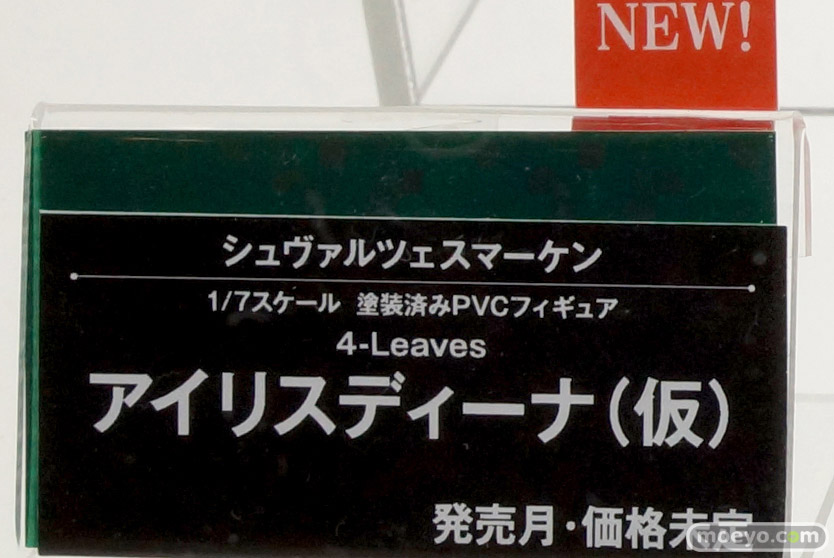 NEW!
シュヴァルツェスマーケン
1/7スケール 塗装済みPVCフィギュア
4-Leaves
アイリスディーナ(仮)
発売月・価格未定
mceyo.com